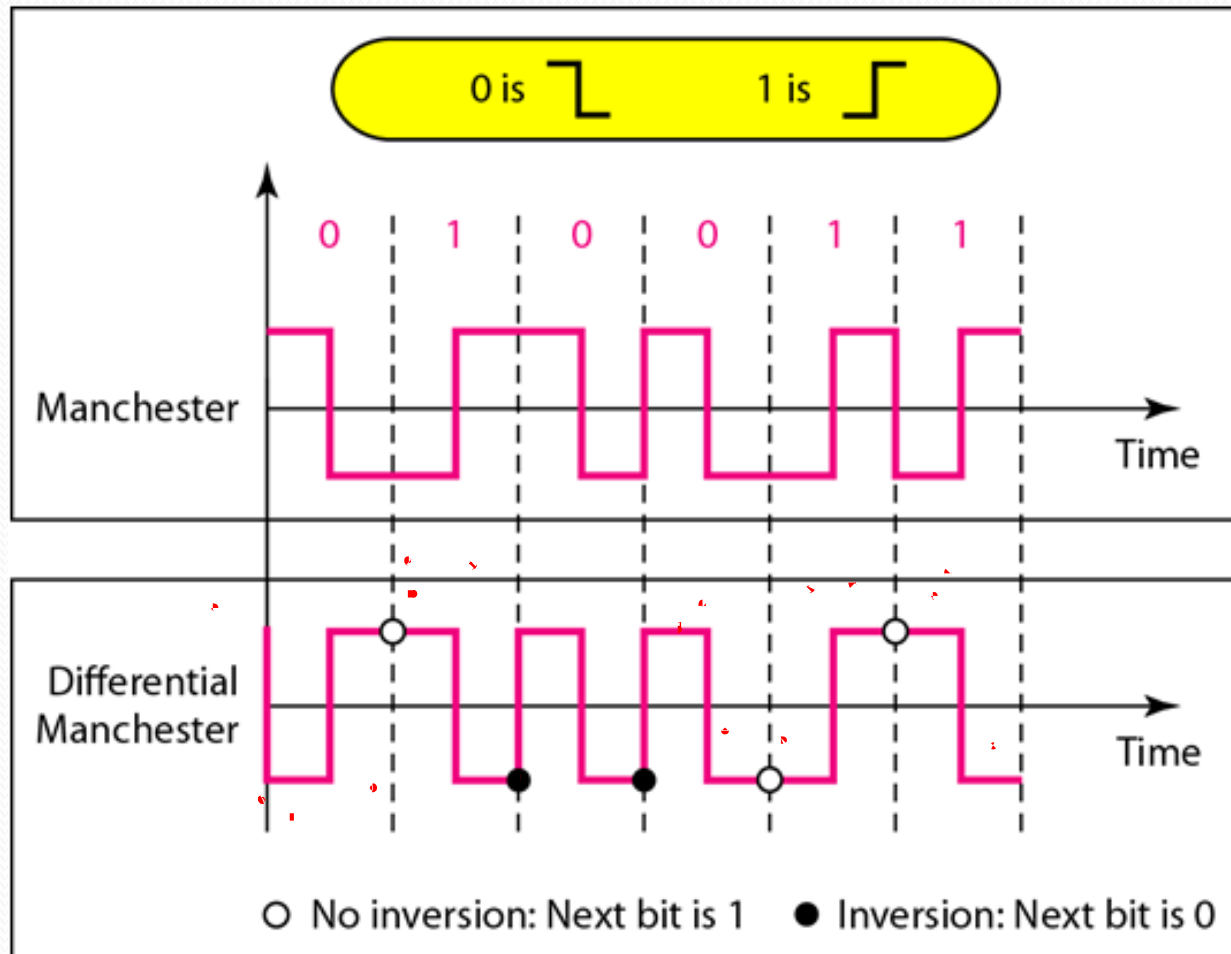 0 is 1 is
0 1 0 0 1 1
Manchester
Time
Differential
Manchester
Time
No inversion: Next bit is 1 Inversion: Next bit is 0